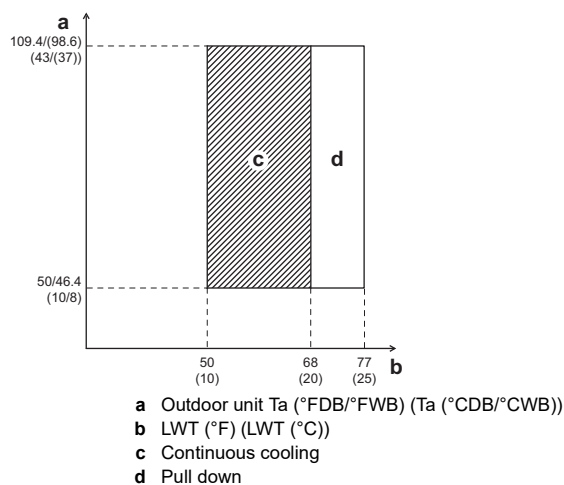 a
109.4/(98.6)
(43/(37))
c
d
50/46.4
(10/8)
50
(10)
68
(20)
77
(25)
b
a Outdoor unit Ta (°FDB/°FWB) (Ta (°CDB/°CWB))
b LWT (°F) (LWT (°C))
c Continuous cooling
d Pull down